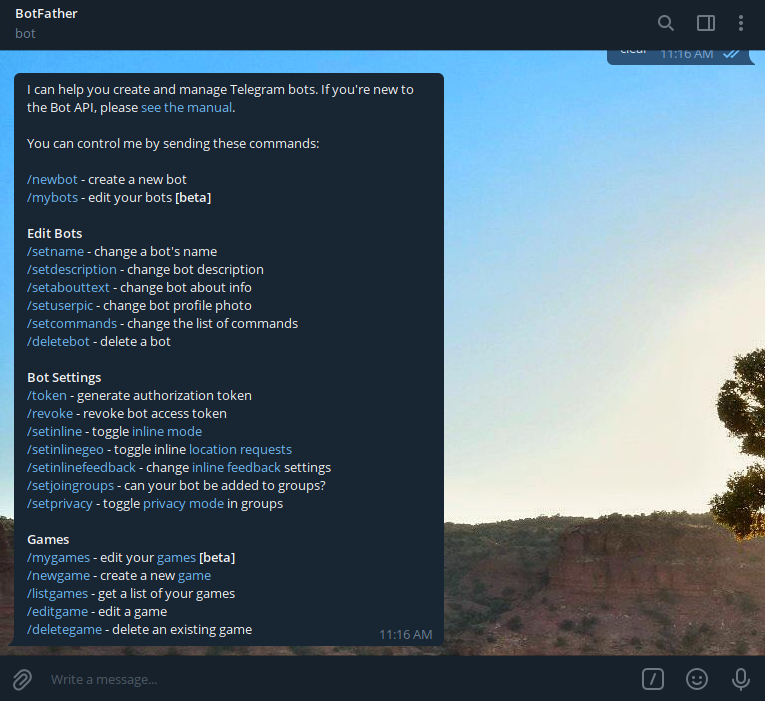 BotFather
bot
clear 11:16 AM
I can help you create and manage Telegram bots. If you're new to
the Bot API, please see the manual.
You can control me by sending these commands:
/newbot - create a new bot
/mybots - edit your bots [beta]
Edit Bots
/setname - change a bot's name
/setdescription - change bot description
/setabouttext - change bot about info
/setuserpic - change bot profile photo
/setcommands - change the list of commands
/deletebot - delete a bot
Bot Settings
/token - generate authorization token
/revoke - revoke bot access token
/setinline - toggle inline mode
/setinlinegeo - toggle inline location requests
/setinlinefeedback - change inline feedback settings
/setjoingroups - can your bot be added to groups?
/setprivacy - toggle privacy mode in groups
Games
/mygames - edit your games [beta]
/newgame - create a new game
/listgames - get a list of your games
/editgame - edit a game
/deletegame - delete an existing game
11:16 AM
Write a message...